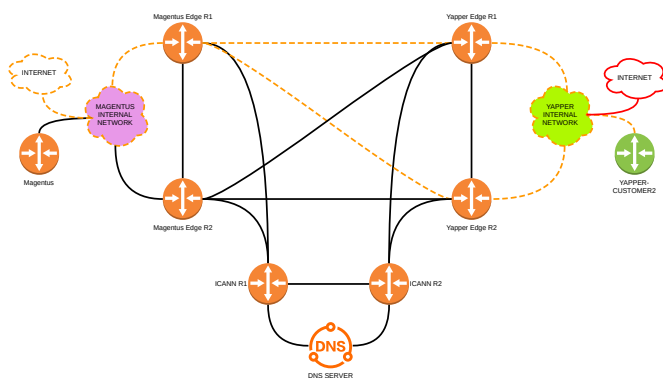 Magentus Edge R1
Yapper Edge R1
INTERNET
INTERNET
MAGENTUS
INTERNAL
NETWORK
YAPPER
INTERNAL
NETWORK
Magentus
YAPPER-
CUSTOMER2
Magentus Edge R2
Yapper Edge R2
ICANN R1
ICANN R2
DNS
DNS SERVER